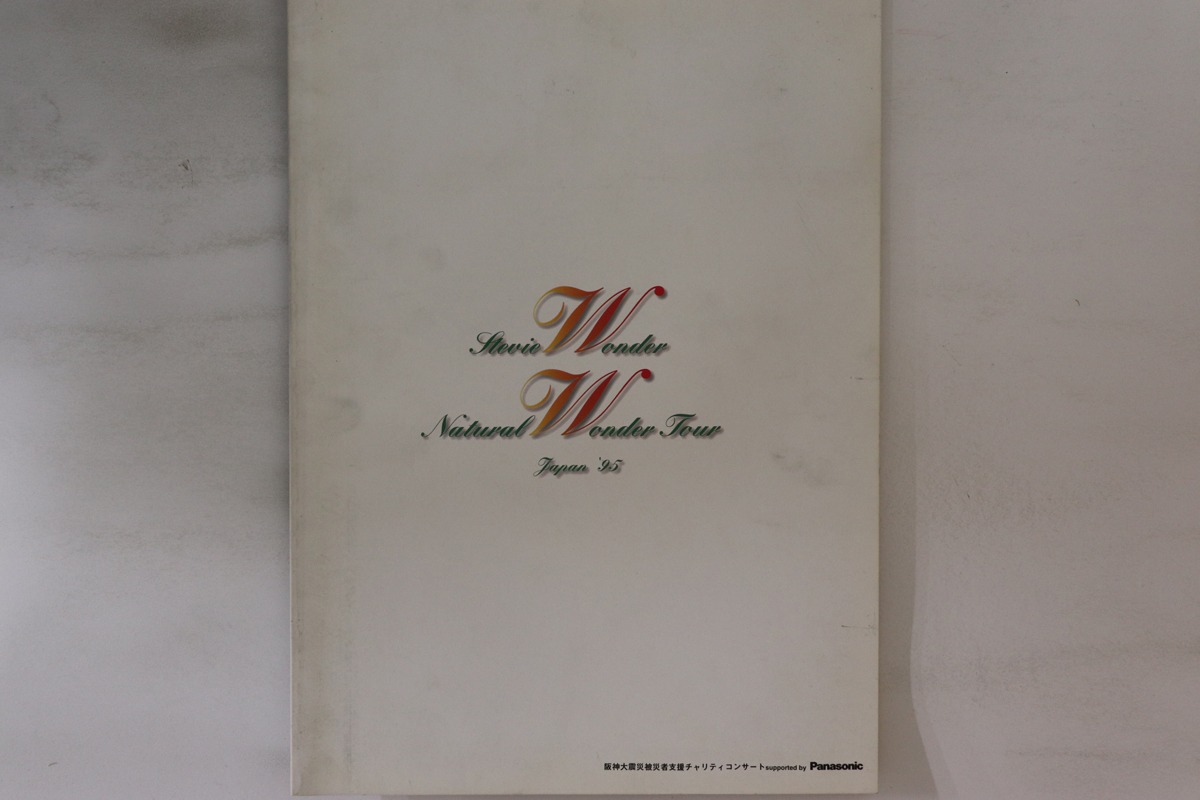 Stevie Wonder
Natural Wonder Tour
Japan '95
阪神大震災被災者支援チャリティコンサート supported by Panasonic